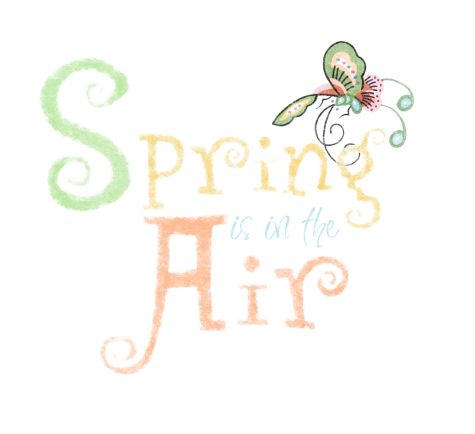 Spring
is in the
Air